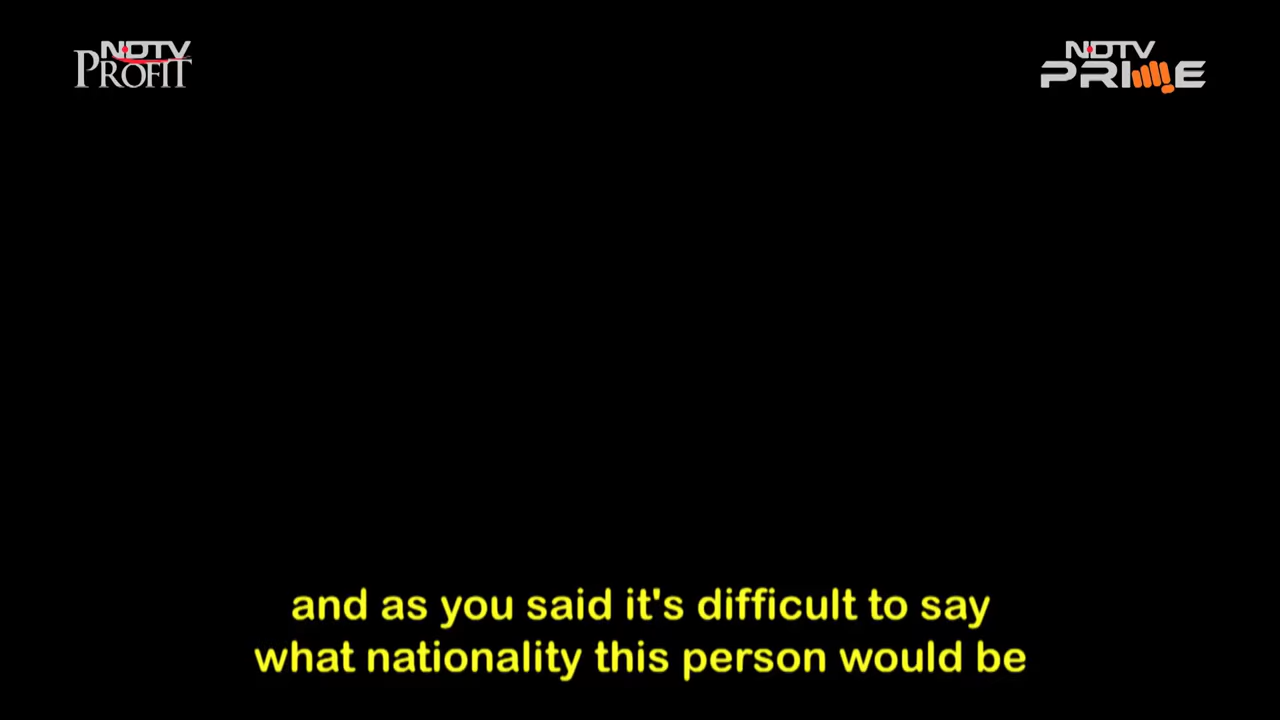 NDTV
PROFIT
NDTV
PRIME
and as you said it's difficult to say
what nationality this person would be